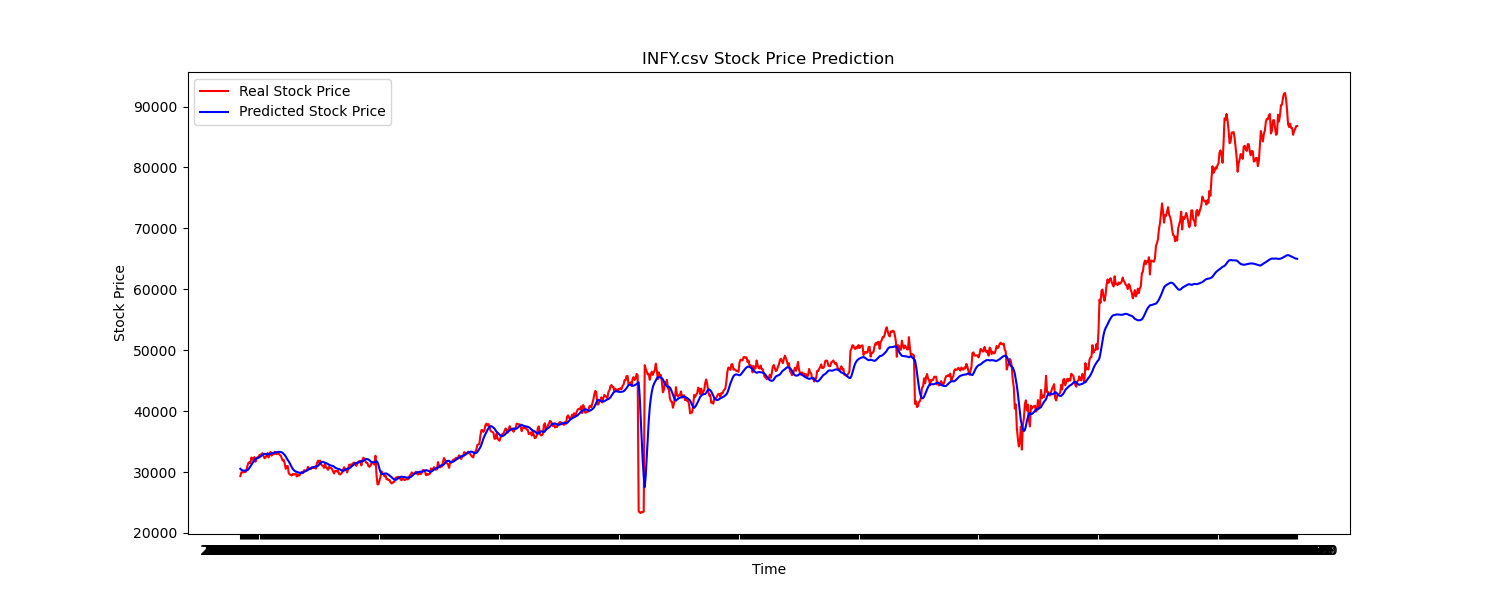 INFY.csv Stock Price Prediction
Real Stock Price
Predicted Stock Price
90000
80000
70000
60000
50000
40000
30000
20000
Stock Price
Time